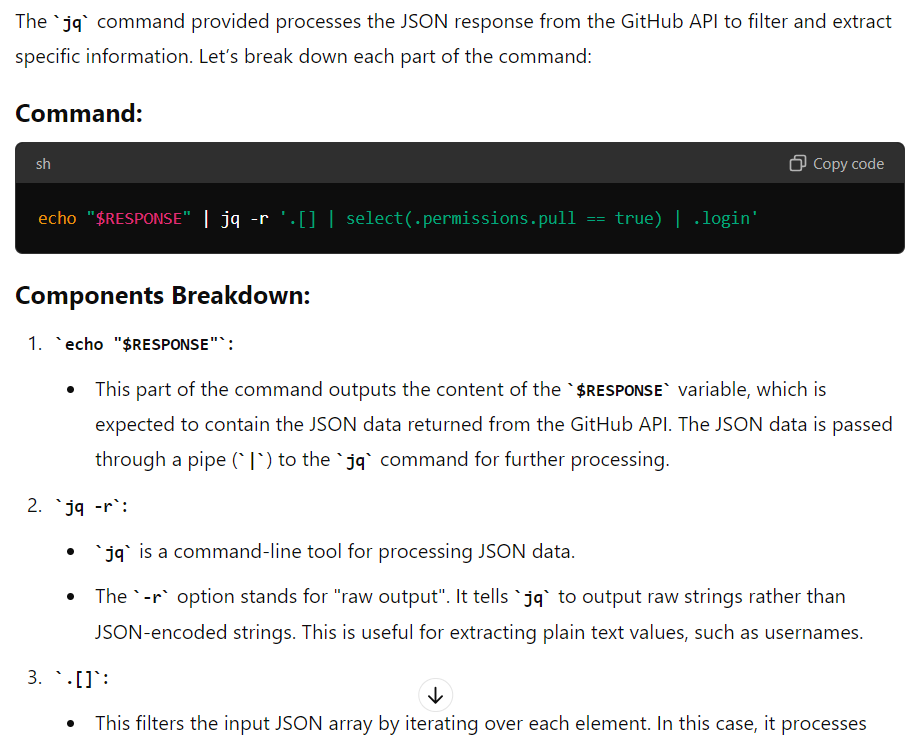 The `jq` command provided processes the JSON response from the GitHub API to filter and extract
specific information. Let’s break down each part of the command:
Command:
sh
Copy code
echo "$RESPONSE" | jq -r '.[] | select(.permissions.pull == true) | .login'
Components Breakdown:
1. `echo "$RESPONSE"`:
• This part of the command outputs the content of the `$RESPONSE` variable, which is
expected to contain the JSON data returned from the GitHub API. The JSON data is passed
through a pipe (`|`) to the `jq` command for further processing.
2. `jq -r`:
• `jq` is a command-line tool for processing JSON data.
• The `-r` option stands for "raw output". It tells `jq` to output raw strings rather than
JSON-encoded strings. This is useful for extracting plain text values, such as usernames.
3. `.[]`:
• This filters the input JSON array by iterating over each element. In this case, it processes